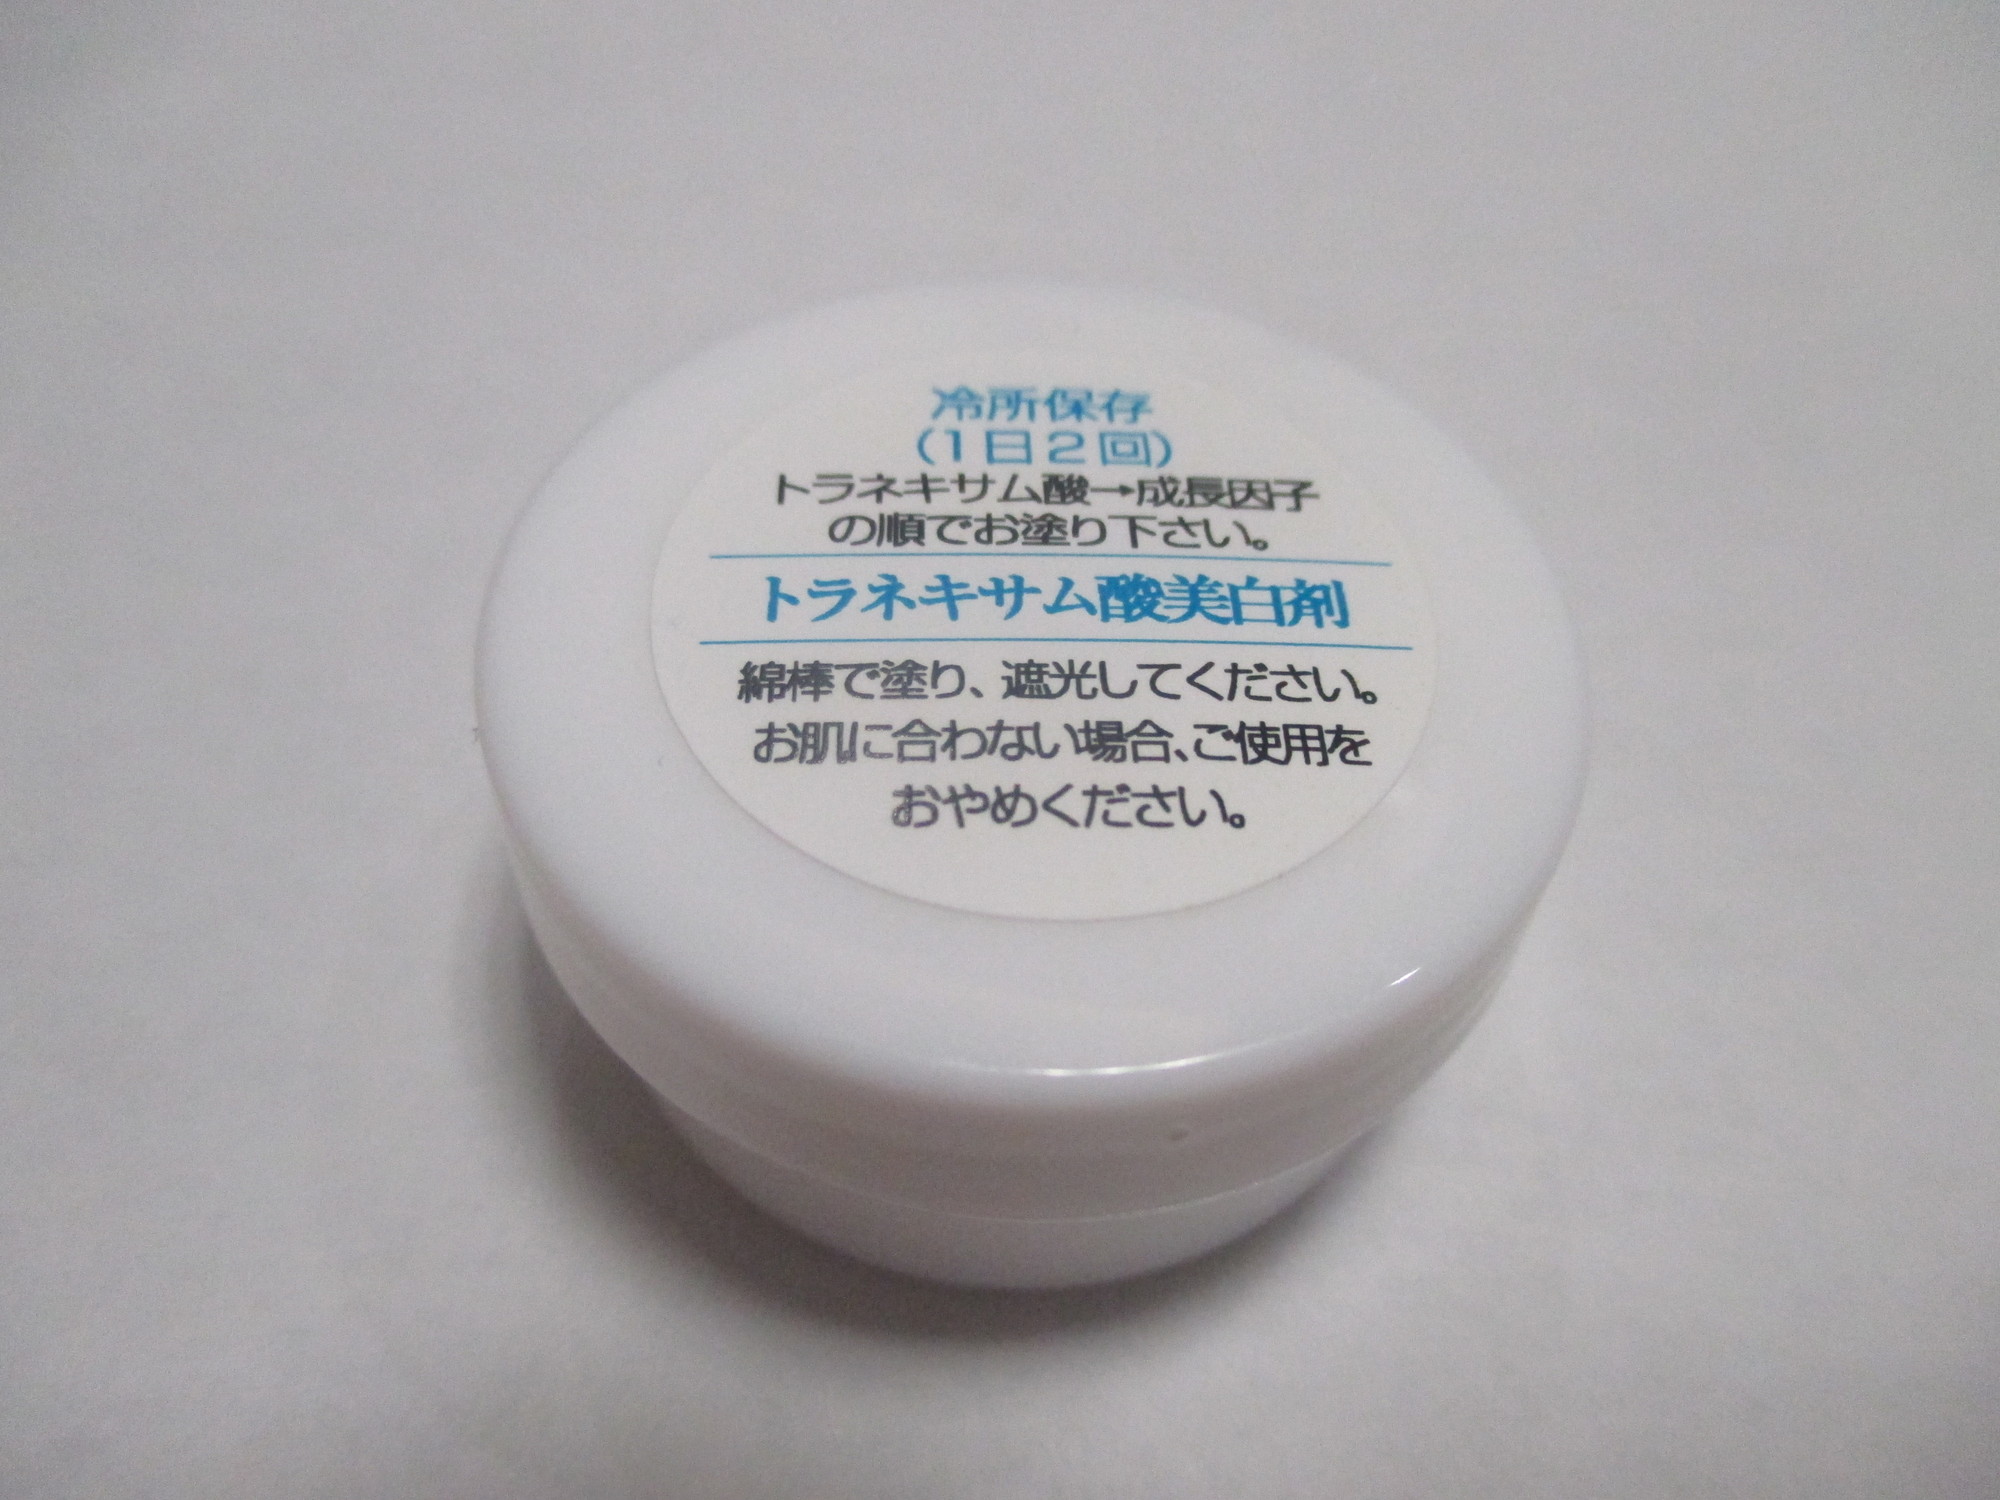 冷所保存
(1日2回)
トラネキサム酸→成長因子
の順でお塗り下さい。
トラネキサム酸美白剤
綿棒で塗り、遮光してください。
お肌に合わない場合、ご使用を
おやめください。